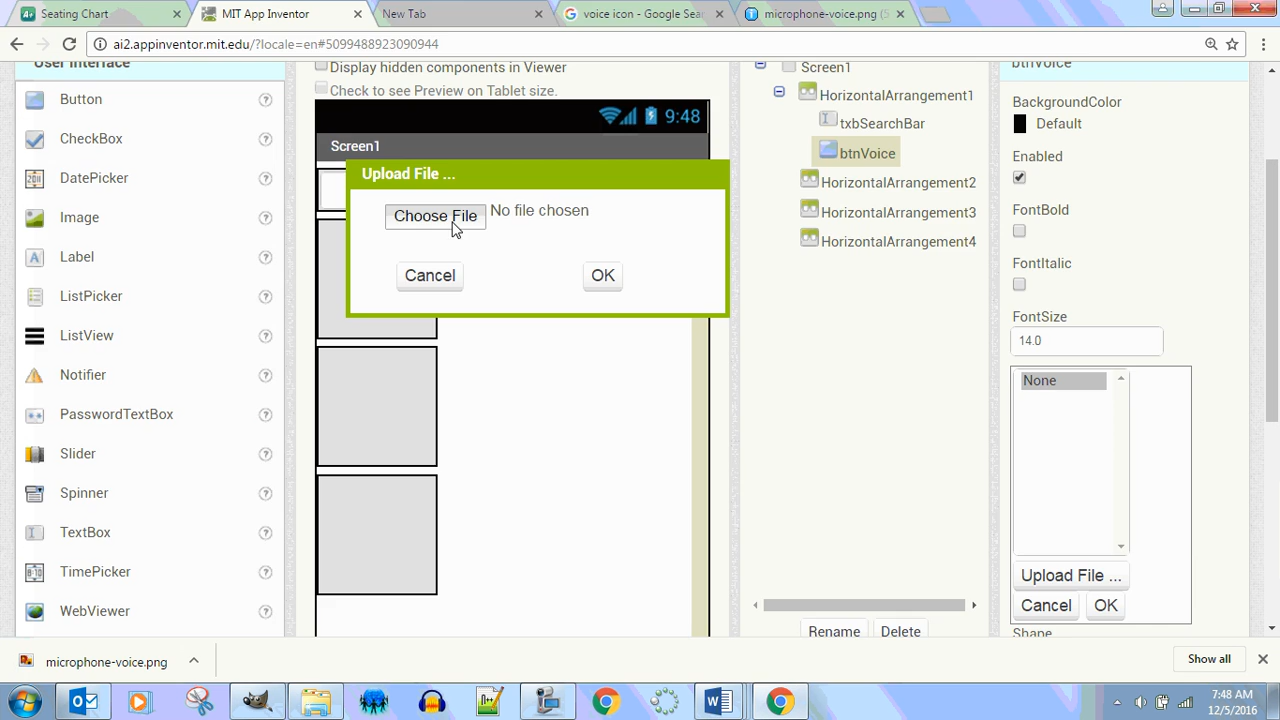 Seating Chart
MIT App Inventor
New Tab
voice icon - Google Sea
microphone-voice.png (5
ai2.appinventor.mit.edu/?locale=en#5099488923090944
User Interface
Button
CheckBox
DatePicker
Image
Label
ListPicker
ListView
Notifier
PasswordTextBox
Slider
Spinner
TextBox
TimePicker
WebViewer
Display hidden components in Viewer
Check to see Preview on Tablet size.
9:48
Screen1
Upload File ...
Choose File No file chosen
Cancel OK
Screen1
HorizontalArrangement1
txbSearchBar
btnVoice
HorizontalArrangement2
HorizontalArrangement3
HorizontalArrangement4
Rename Delete
btnVoice
BackgroundColor
Default
Enabled
FontBold
FontItalic
FontSize
14.0
None
Upload File ...
Cancel OK
Shape
microphone-voice.png
Show all
7:48 AM
12/5/2016